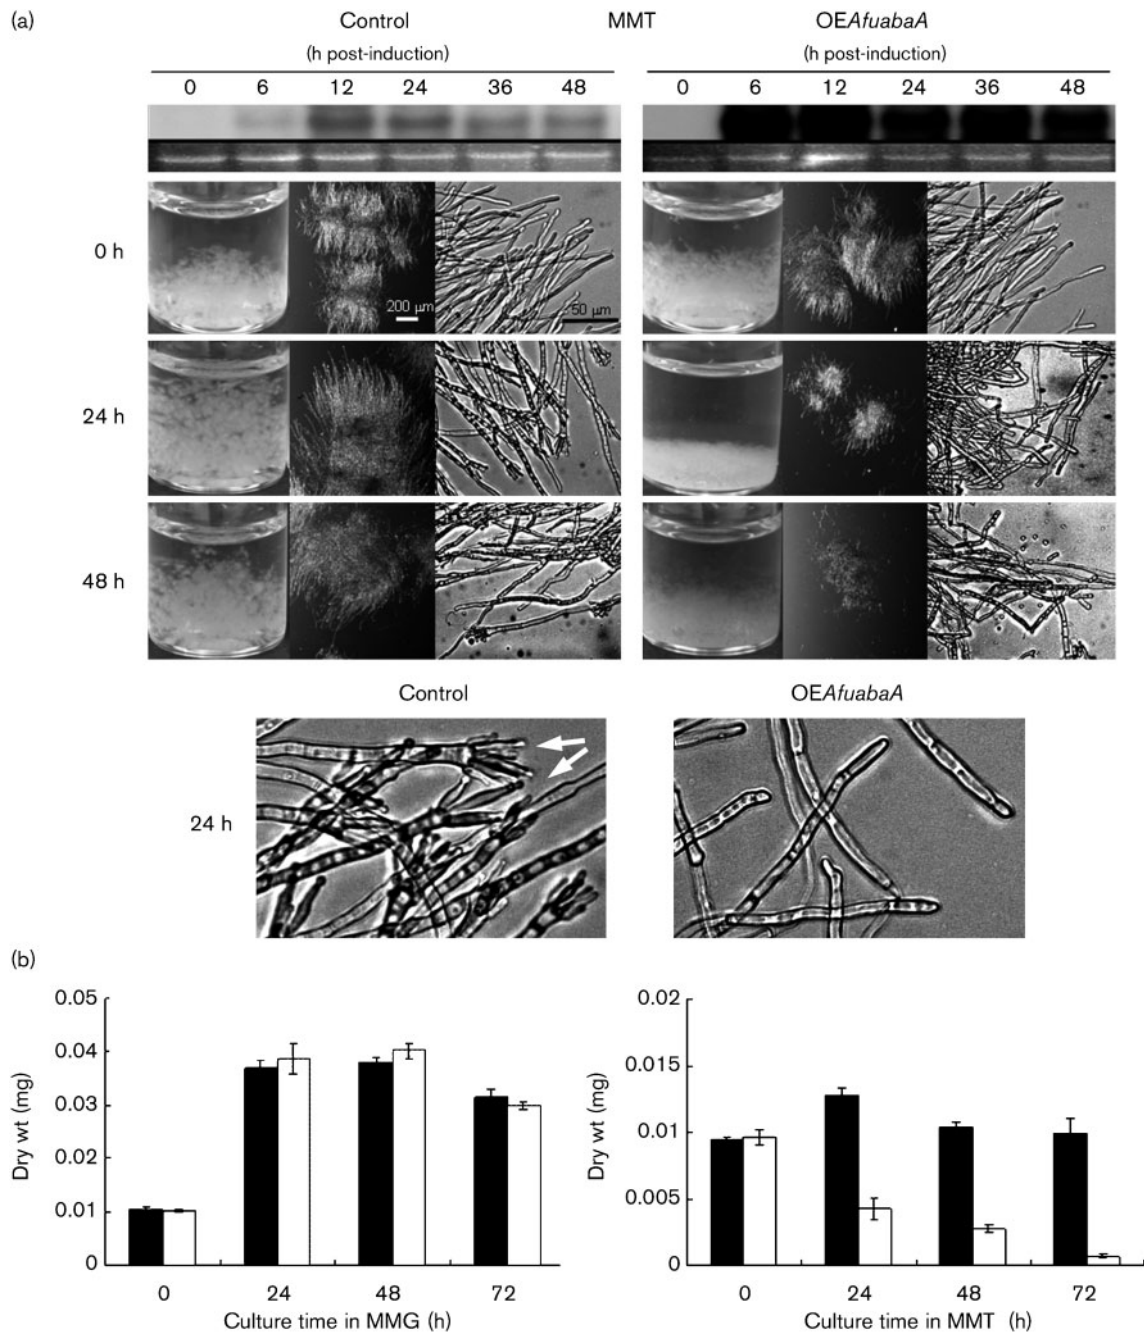 (a)
Control MMT OEAfuabaA
(h post-induction) (h post-induction)
0 6 12 24 36 48 0 6 12 24 36 48
0 h
200 µm
50 µm
24 h
48 h
Control OEAfuabaA
24 h
(b)
0.05
0.04
0.03
0.02
0.01
0
Dry wt (mg)
0 24 48 72
Culture time in MMG (h)
0.02
0.015
0.01
0.005
0
Dry wt (mg)
0 24 48 72
Culture time in MMT (h)